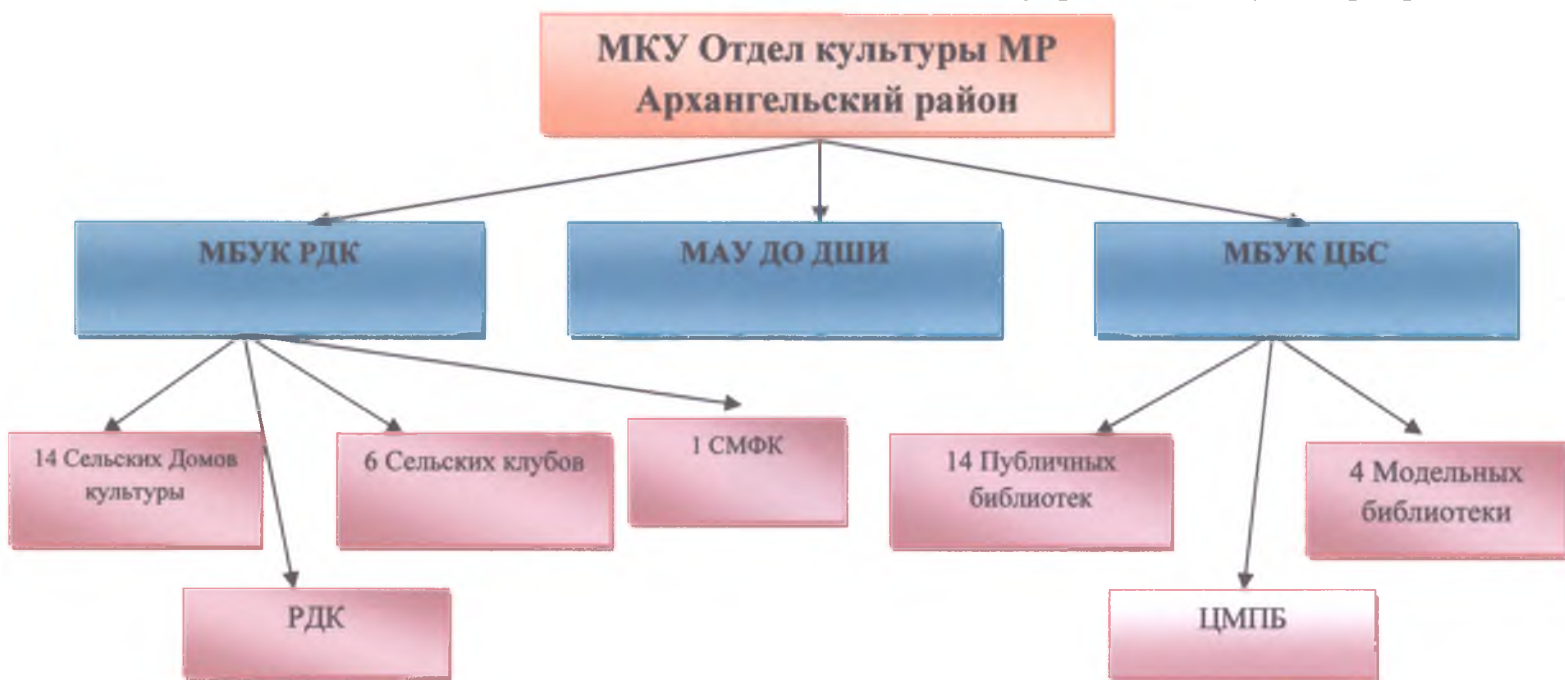 МКУ Отдел культуры МР
Архангельский район
МБУК РДК
МАУ ДО ДШИ
МБУК ЦБС
14 Сельских Домов
культуры
6 Сельских клубов
1 СМФК
14 Публичных
библиотек
4 Модельных
библиотеки
РДК
ЦМПБ